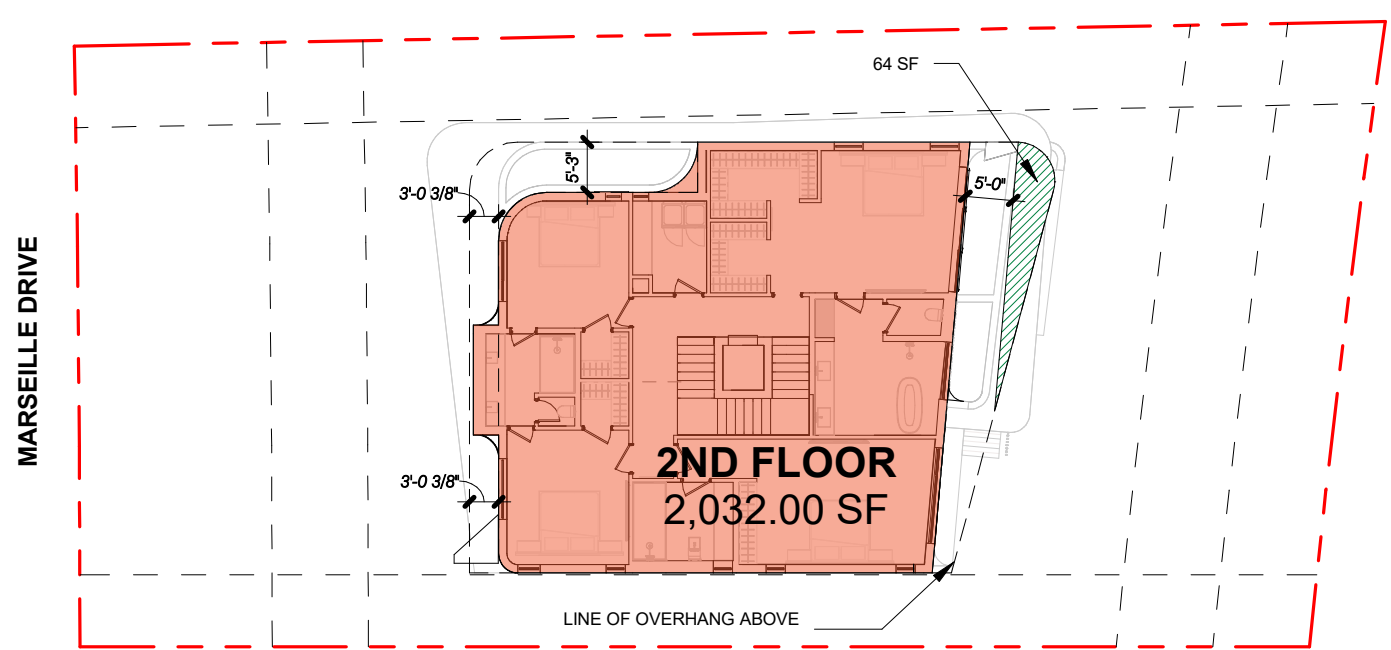 64 SF
5'-3"
3'-0 3/8"
5'-0"
MARSEILLE DRIVE
3'-0 3/8"
2ND FLOOR
2,032.00 SF
LINE OF OVERHANG ABOVE